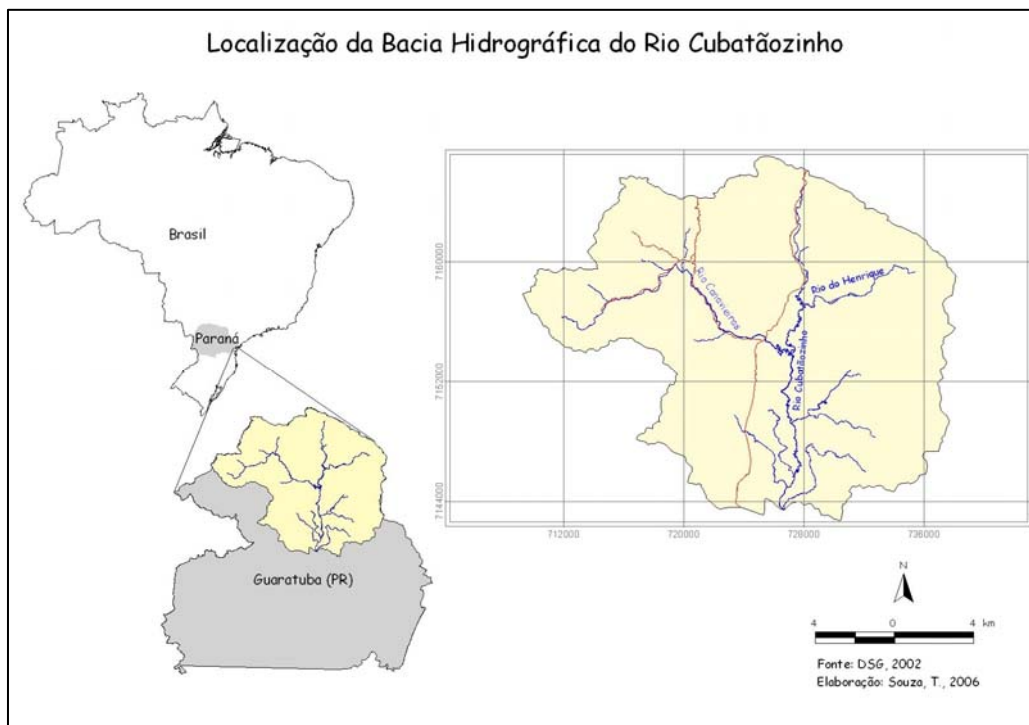 Localização da Bacia Hidrográfica do Rio Cubatãozinho
Brasil
Paraná
Guaratuba (PR)
7160000
7152000
7144000
712000
720000
728000
736000
Rio Canavieiras
Rio do Henrique
Rio Cubatãozinho
N
4 0 4 km
Fonte: DSG, 2002
Elaboração: Souza, T., 2006